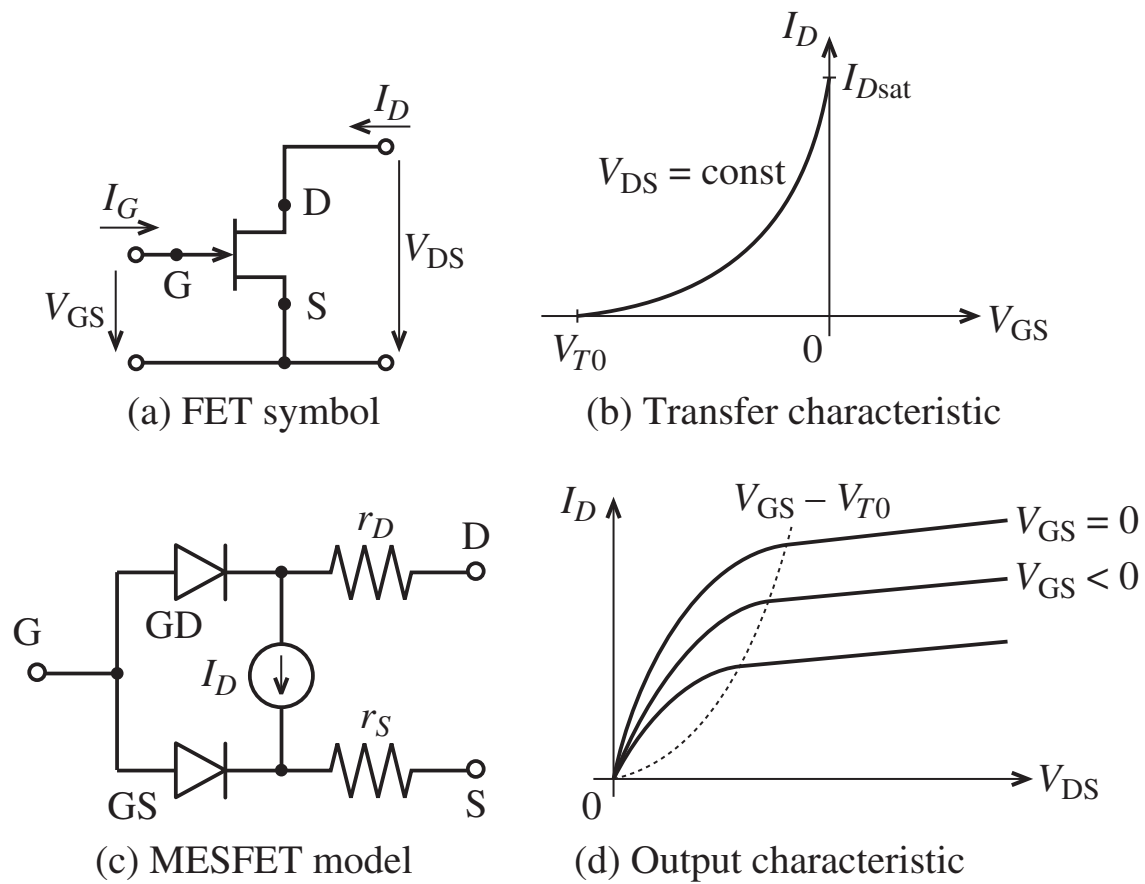 I_D
D
I_G
G
V_GS
S
V_DS
(a) FET symbol
I_D
I_Dsat
V_DS = const
V_T0
0
V_GS
(b) Transfer characteristic
r_D
D
GD
G
I_D
r_S
GS
S
(c) MESFET model
I_D
V_GS − V_T0
V_GS = 0
V_GS < 0
0
V_DS
(d) Output characteristic